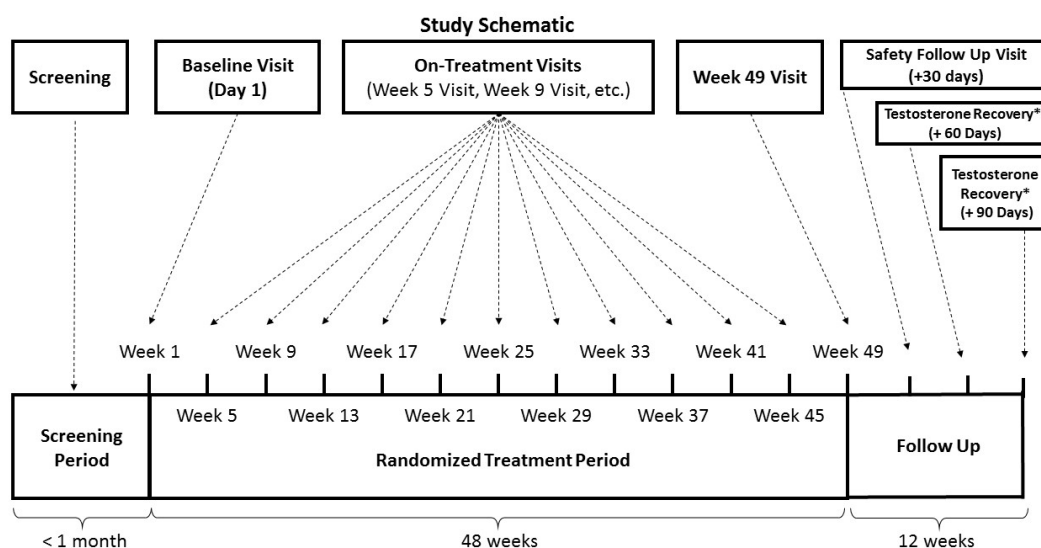 Study Schematic
Screening
Baseline Visit
(Day 1)
On-Treatment Visits
(Week 5 Visit, Week 9 Visit, etc.)
Week 49 Visit
Safety Follow Up Visit
(+30 days)
Testosterone Recovery*
(+ 60 Days)
Testosterone
Recovery*
(+ 90 Days)
Week 1
Week 9
Week 17
Week 25
Week 33
Week 41
Week 49
Week 5
Week 13
Week 21
Week 29
Week 37
Week 45
Screening
Period
Randomized Treatment Period
Follow Up
< 1 month
48 weeks
12 weeks